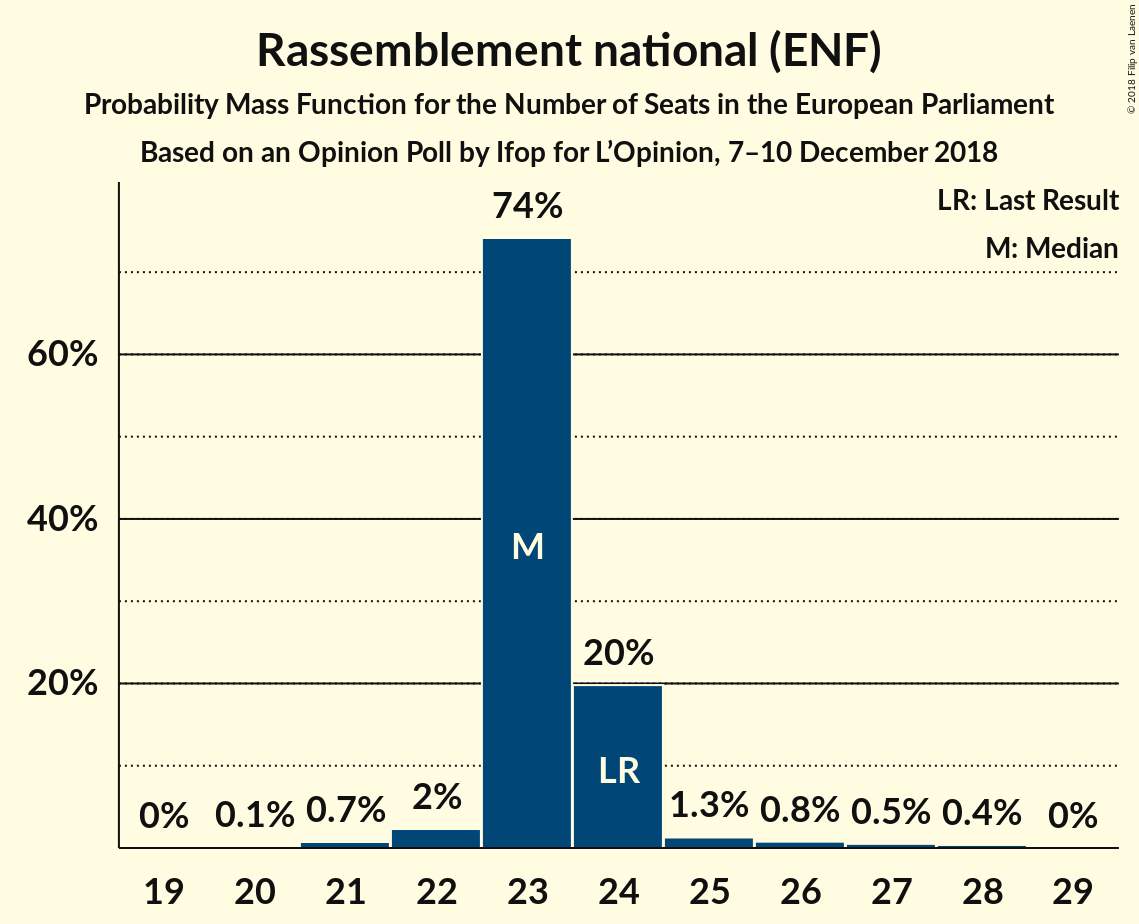 Rassemblement national (ENF)
Probability Mass Function for the Number of Seats in the European Parliament
Based on an Opinion Poll by Ifop for L’Opinion, 7–10 December 2018
© 2018 Filip van Laenen
LR: Last Result
M: Median
60%
40%
20%
0%
0.1%
0.7%
2%
74%
M
20%
LR
1.3%
0.8%
0.5%
0.4%
0%
19 20 21 22 23 24 25 26 27 28 29